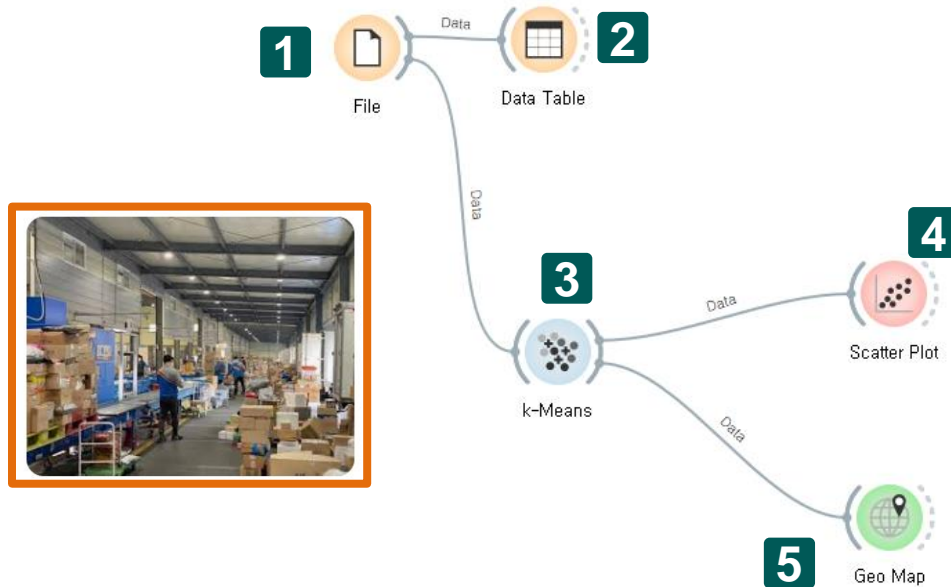 1
Data
2
File
Data Table
Data
3
Data
4
k-Means
Scatter Plot
Data
5
Geo Map